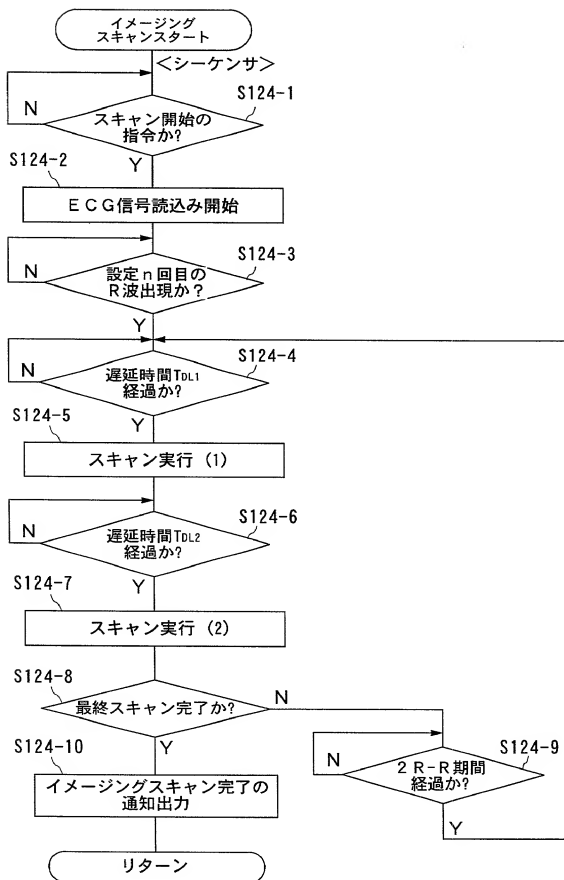 イメージング
スキャンスタート
<シーケンサ>
S124-1
N
スキャン開始の
指令か?
Y
S124-2
ECG信号読込み開始
S124-3
N
設定n回目の
R波出現か?
Y
S124-4
N
遅延時間TDL1
経過か?
Y
S124-5
スキャン実行 (1)
S124-6
N
遅延時間TDL2
経過か?
Y
S124-7
スキャン実行 (2)
S124-8
最終スキャン完了か?
N
Y
S124-9
N
2R-R期間
経過か?
Y
S124-10
イメージングスキャン完了の
通知出力
リターン